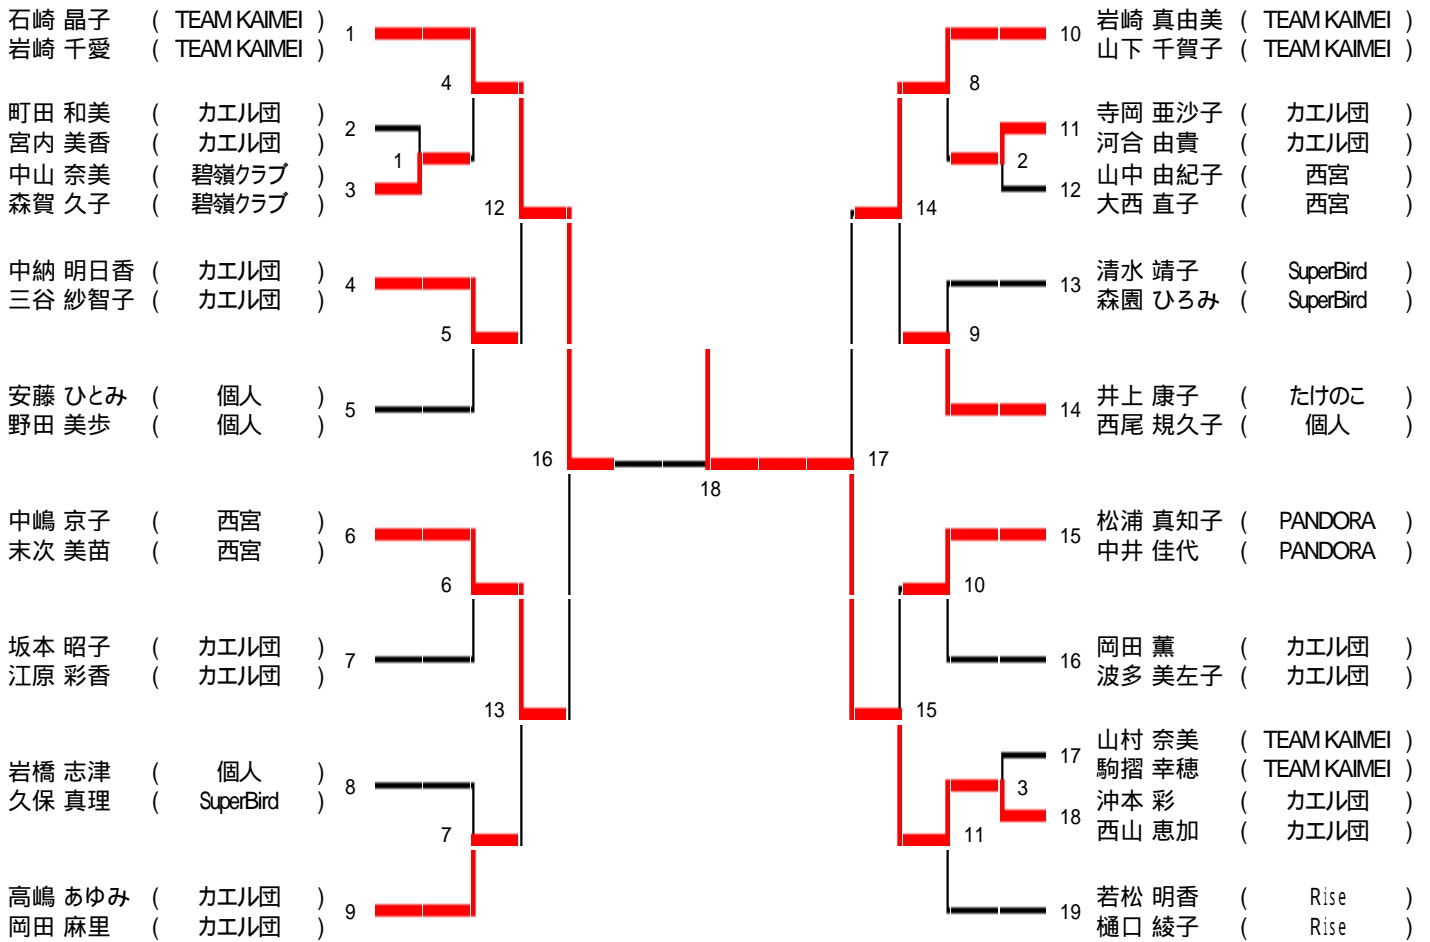 石崎 晶子 ( TEAM KAIMEI ) 1
岩崎 千愛 ( TEAM KAIMEI )
4
町田 和美 ( カエル団 ) 2
宮内 美香 ( カエル団 )
1
中山 奈美 ( 碧嶺クラブ ) 3
森賀 久子 ( 碧嶺クラブ )
12
中納 明日香 ( カエル団 ) 4
三谷 紗智子 ( カエル団 )
5
安藤 ひとみ ( 個人 ) 5
野田 美歩 ( 個人 )
16
中嶋 京子 ( 西宮 ) 6
末次 美苗 ( 西宮 )
6
坂本 昭子 ( カエル団 ) 7
江原 彩香 ( カエル団 )
13
岩橋 志津 ( 個人 ) 8
久保 真理 ( SuperBird )
7
高嶋 あゆみ ( カエル団 ) 9
岡田 麻里 ( カエル団 )
18
10 岩崎 真由美 ( TEAM KAIMEI )
山下 千賀子 ( TEAM KAIMEI )
8
11 寺岡 亜沙子 ( カエル団 )
河合 由貴 ( カエル団 )
2
12 山中 由紀子 ( 西宮 )
大西 直子 ( 西宮 )
14
13 清水 靖子 ( SuperBird )
森園 ひろみ ( SuperBird )
9
14 井上 康子 ( たけのこ )
西尾 規久子 ( 個人 )
17
15 松浦 真知子 ( PANDORA )
中井 佳代 ( PANDORA )
10
16 岡田 薫 ( カエル団 )
波多 美左子 ( カエル団 )
15
17 山村 奈美 ( TEAM KAIMEI )
駒摺 幸穂 ( TEAM KAIMEI )
3
18 沖本 彩 ( カエル団 )
西山 恵加 ( カエル団 )
11
19 若松 明香 ( Rise )
樋口 綾子 ( Rise )